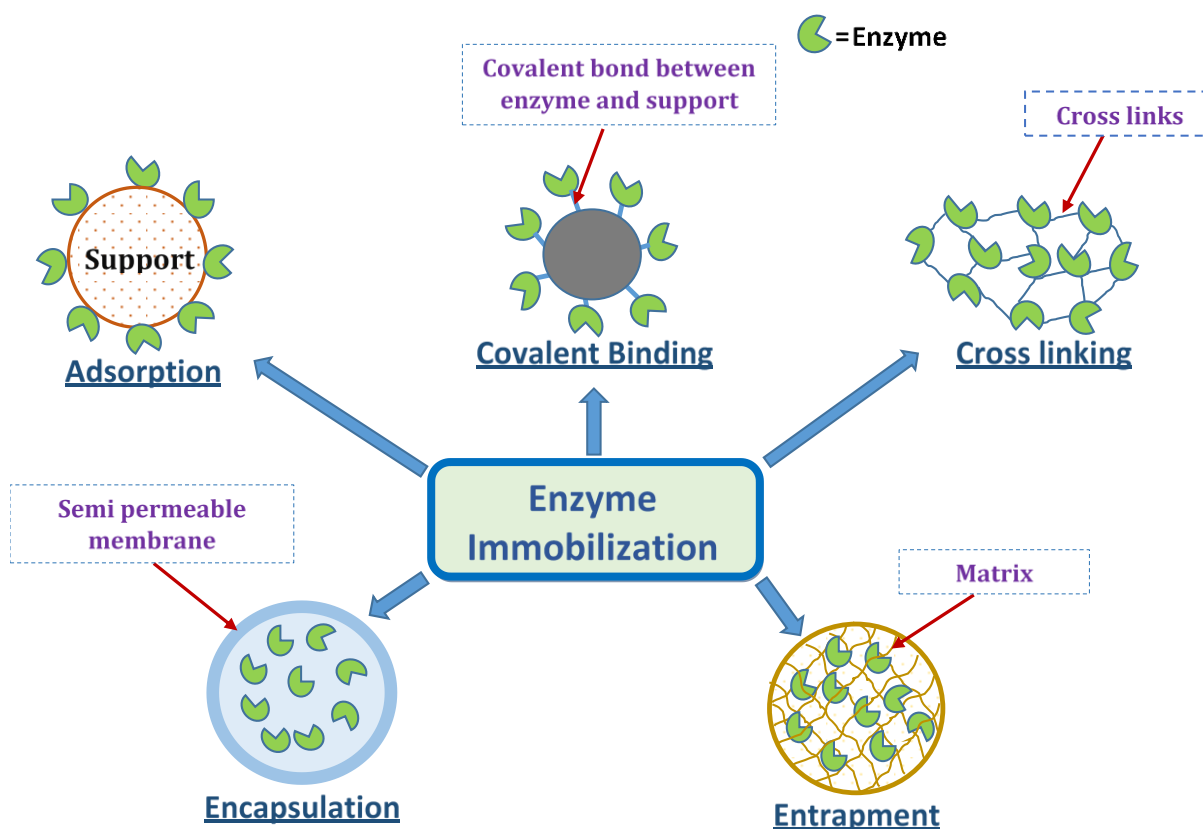 =Enzyme
Covalent bond between
enzyme and support
Cross links
Support
Adsorption
Covalent Binding
Cross linking
Enzyme
Immobilization
Semi permeable
membrane
Matrix
Encapsulation
Entrapment